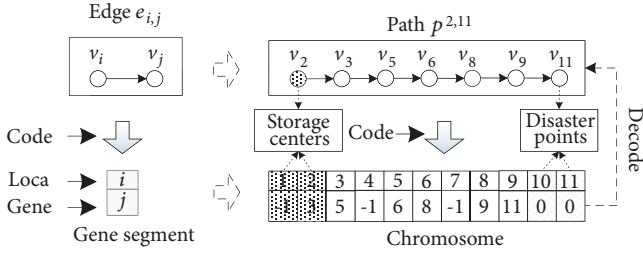 Edge e_{i,j}
Path p^{2,11}
v_i v_j
v_2 v_3 v_5 v_6 v_8 v_9 v_11
Storage centers
Disaster points
Decode
Code
Code
Loca
i
1 2 3 4 5 6 7 8 9 10 11
Gene
j
5 -1 6 8 -1 9 11 0 0
Gene segment
Chromosome